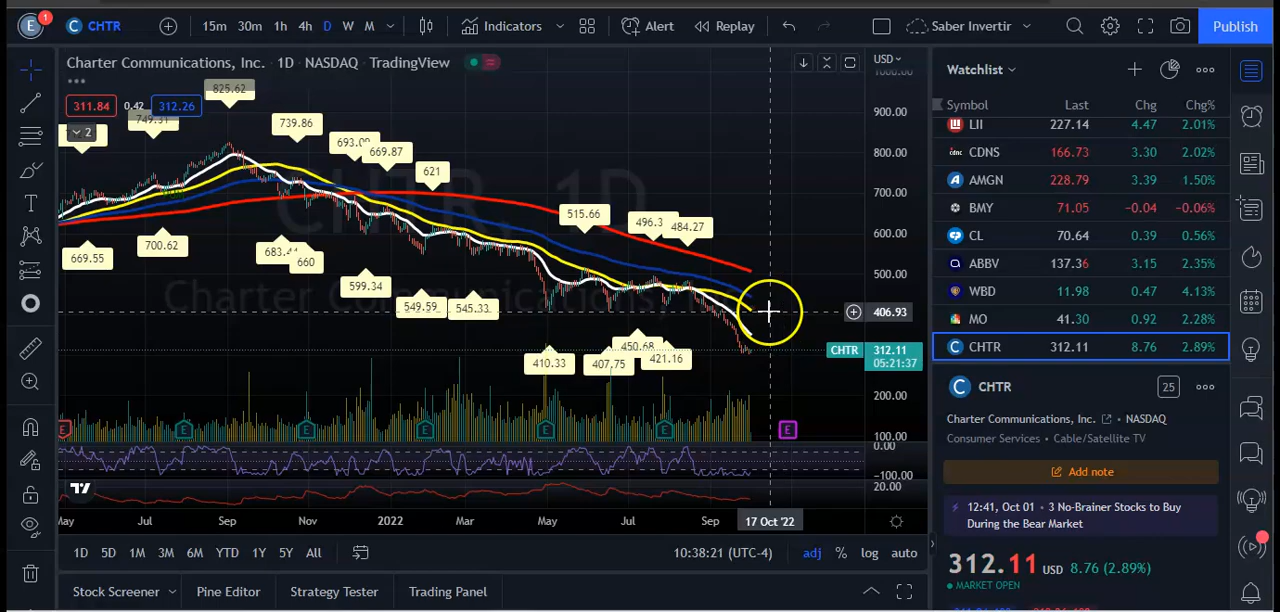 E 1 CHTR 15m 30m 1h 4h D W M Indicators Alert Replay Saber Invertir Publish
Charter Communications, Inc. · 1D · NASDAQ · TradingView
311.84 0.42 312.26
2
CHTR, 1D
Charter Communications
749.31
825.62
739.86
693.09
669.87
621
515.66
496.3
484.27
669.55
700.62
683.44
660
599.34
549.59
545.33
410.33
407.75
450.68
421.16
USD
1000.00
900.00
800.00
700.00
600.00
500.00
406.93
CHTR 312.11
05:21:37
200.00
100.00
0.00
−100.00
20.00
E E E E E E E
May Jul Sep Nov 2022 Mar May Jul Sep 17 Oct '22
1D 5D 1M 3M 6M YTD 1Y 5Y All 10:38:21 (UTC-4) adj % log auto
Stock Screener Pine Editor Strategy Tester Trading Panel
Watchlist
Symbol Last Chg Chg%
LII 227.14 4.47 2.01%
CDNS 166.73 3.30 2.02%
AMGN 228.79 3.39 1.50%
BMY 71.05 −0.04 −0.06%
CL 70.64 0.39 0.56%
ABBV 137.36 3.15 2.35%
WBD 11.98 0.47 4.13%
MO 41.30 0.92 2.28%
CHTR 312.11 8.76 2.89%
CHTR 25
Charter Communications, Inc. • NASDAQ
Consumer Services • Cable/Satellite TV
Add note
12:41, Oct 01 • 3 No-Brainer Stocks to Buy
During the Bear Market
312.11 USD 8.76 (2.89%)
MARKET OPEN